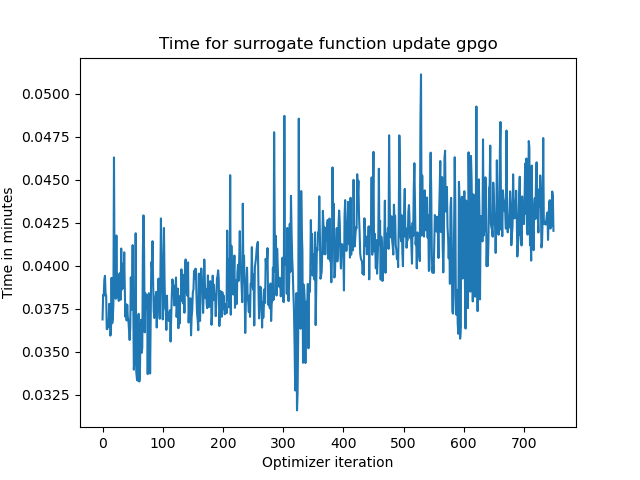 Time for surrogate function update gpgo
0.0500
0.0475
0.0450
0.0425
0.0400
0.0375
0.0350
0.0325
Time in minutes
0 100 200 300 400 500 600 700
Optimizer iteration